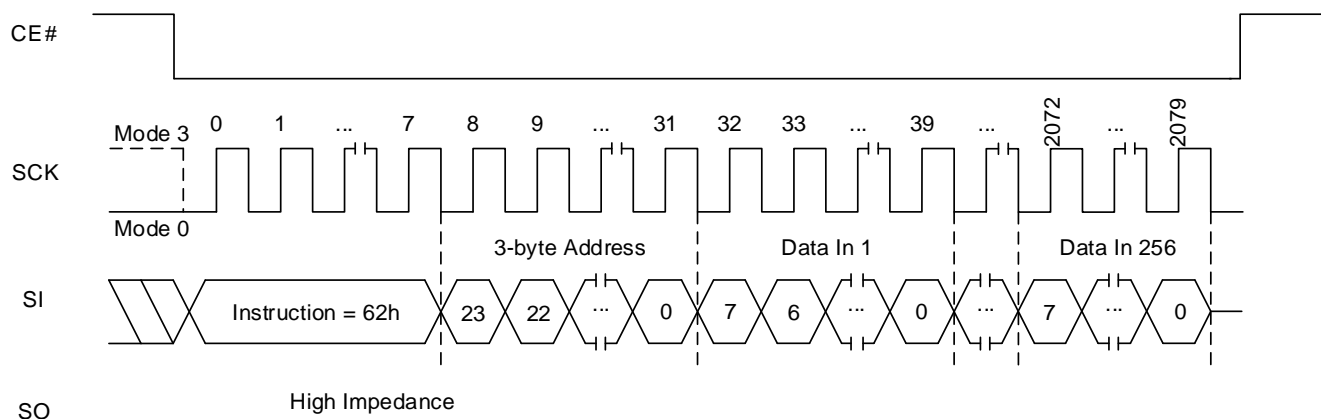 CE#
Mode 3 0 1 ... 7 8 9 ... 31 32 33 ... 39 ... 2072 ... 2079
SCK
Mode 0
3-byte Address Data In 1 Data In 256
SI Instruction = 62h 23 22 ... 0 7 6 ... 0 ... 7 ... 0
High Impedance
SO